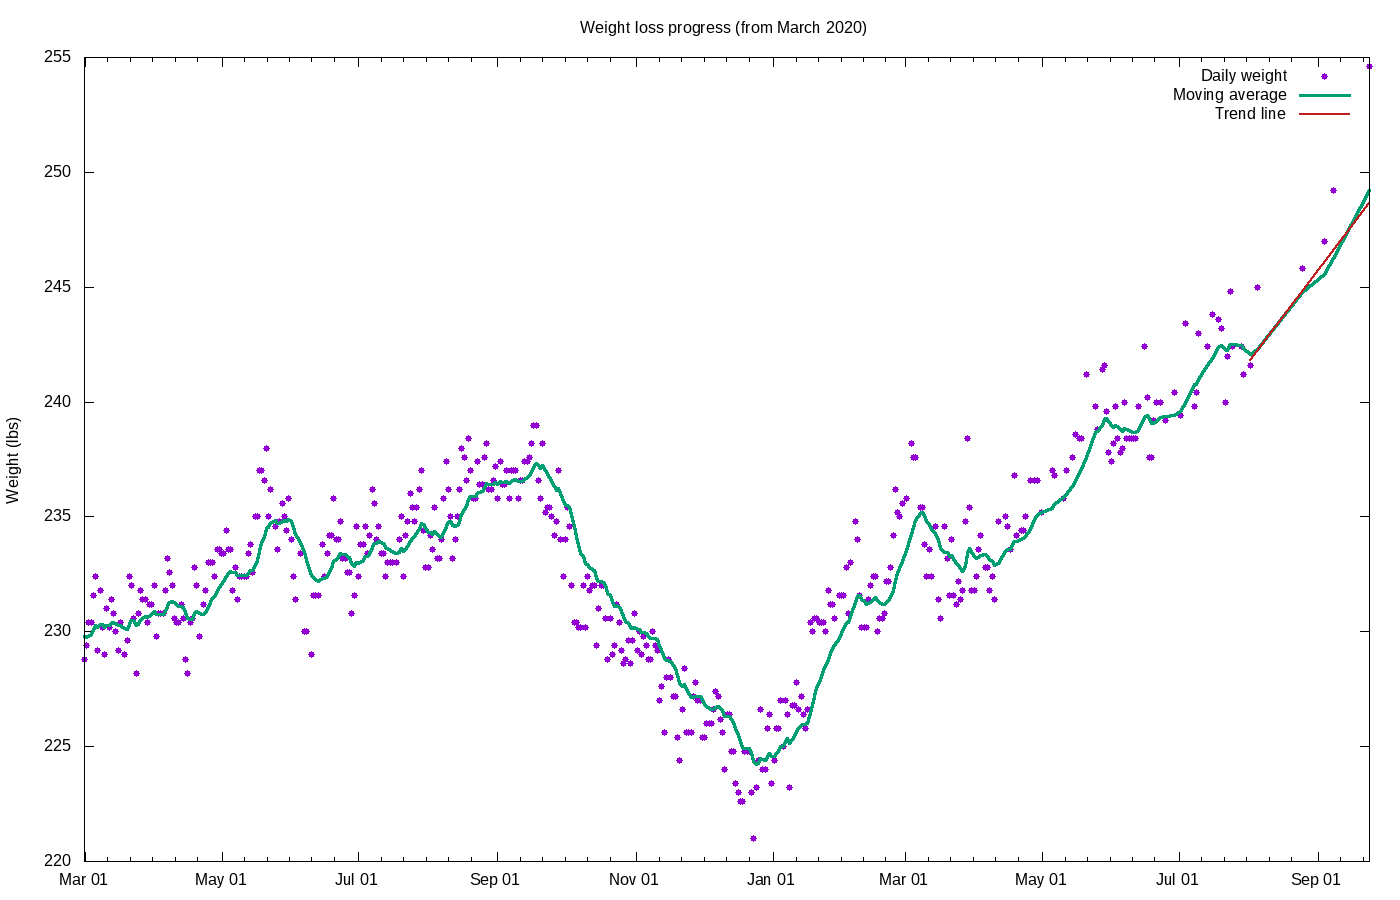 Weight loss progress (from March 2020)
255
250
245
240
235
230
225
220
Weight (lbs)
Daily weight
Moving average
Trend line
Mar 01 May 01 Jul 01 Sep 01 Nov 01 Jan 01 Mar 01 May 01 Jul 01 Sep 01